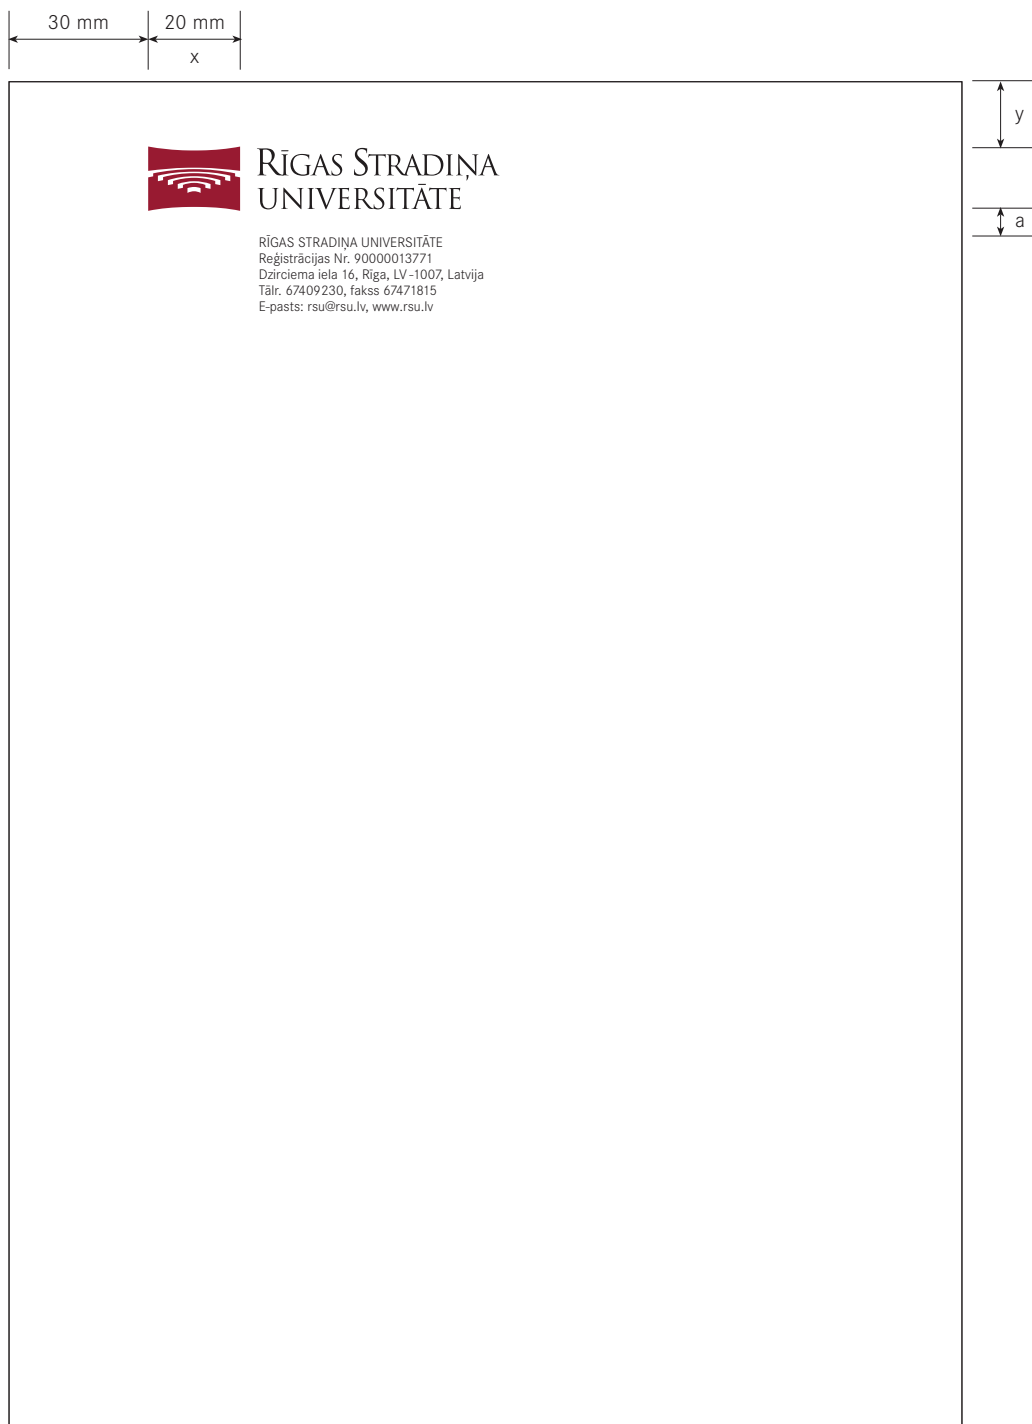 30 mm 20 mm
x
y
RĪGAS STRADIŅA
UNIVERSITĀTE
a
RĪGAS STRADIŅA UNIVERSITĀTE
Reģistrācijas Nr. 90000013771
Dzirciema iela 16, Rīga, LV-1007, Latvija
Tālr. 67409230, fakss 67471815
E-pasts: rsu@rsu.lv, www.rsu.lv